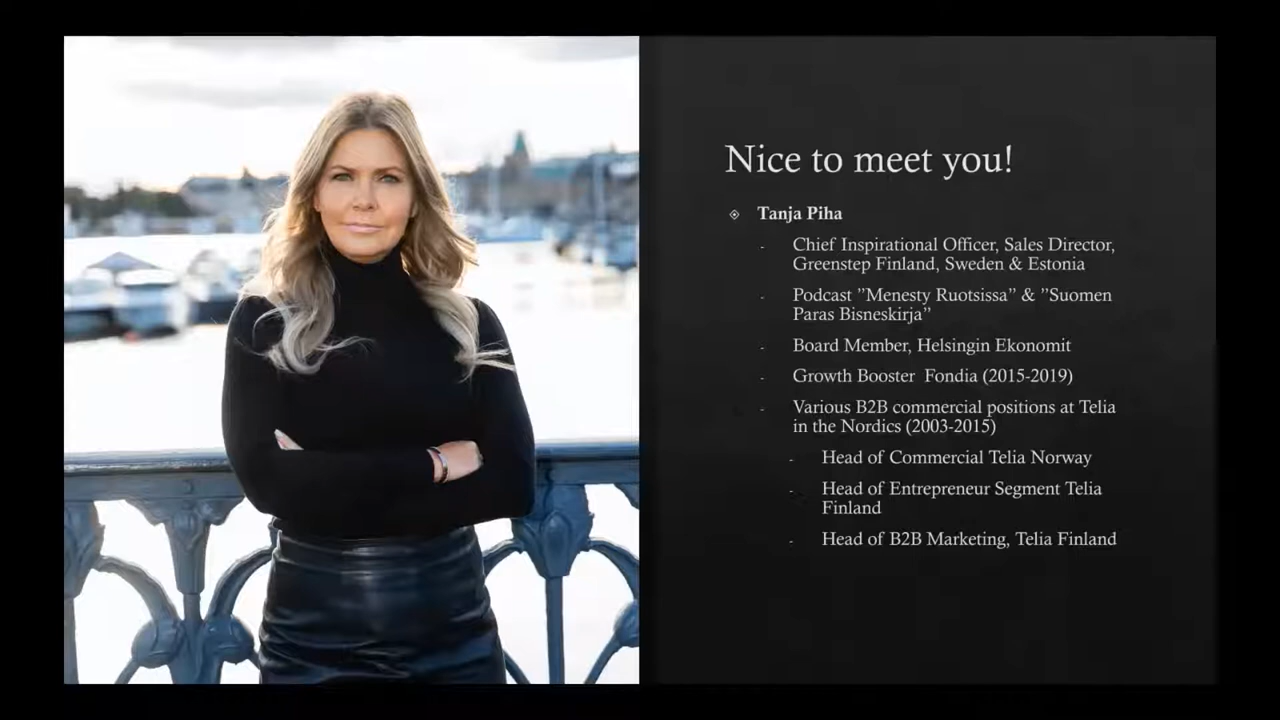 Nice to meet you!
Tanja Piha
- Chief Inspirational Officer, Sales Director,
Greenstep Finland, Sweden & Estonia
- Podcast ”Menesty Ruotsissa” & ”Suomen
Paras Bisneskirja”
- Board Member, Helsingin Ekonomit
- Growth Booster Fondia (2015-2019)
- Various B2B commercial positions at Telia
in the Nordics (2003-2015)
- Head of Commercial Telia Norway
- Head of Entrepreneur Segment Telia
Finland
- Head of B2B Marketing, Telia Finland